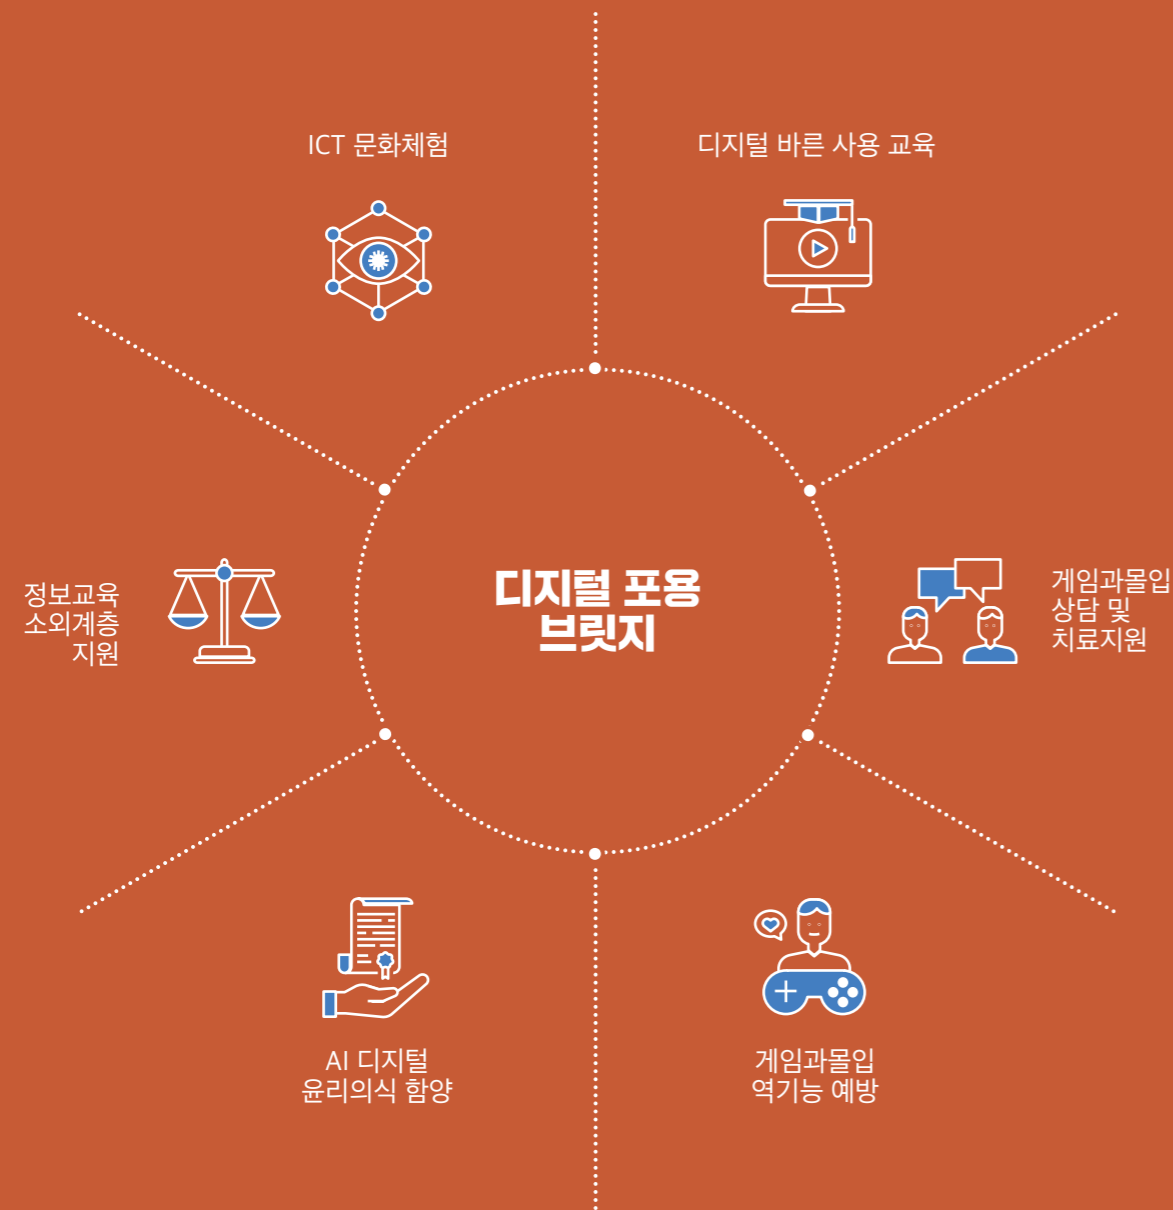 ICT 문화체험
디지털 바른 사용 교육
정보교육
소외계층
지원
디지털 포용
브릿지
게임과몰입
상담 및
치료지원
AI 디지털
윤리의식 함양
게임과몰입
역기능 예방